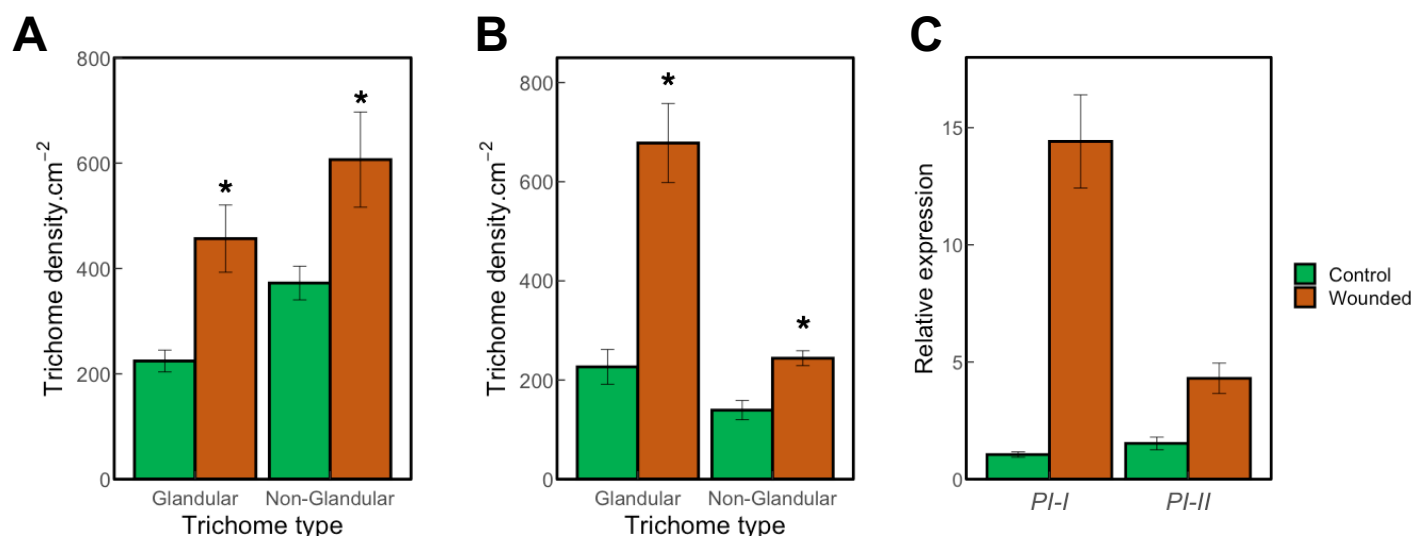 A
Trichome density.cm⁻²
800
600
400
200
0
*
*
Glandular Non-Glandular
Trichome type
B
Trichome density.cm⁻²
800
600
400
200
0
*
*
Glandular Non-Glandular
Trichome type
C
Relative expression
15
10
5
0
PI-I PI-II
Control
Wounded